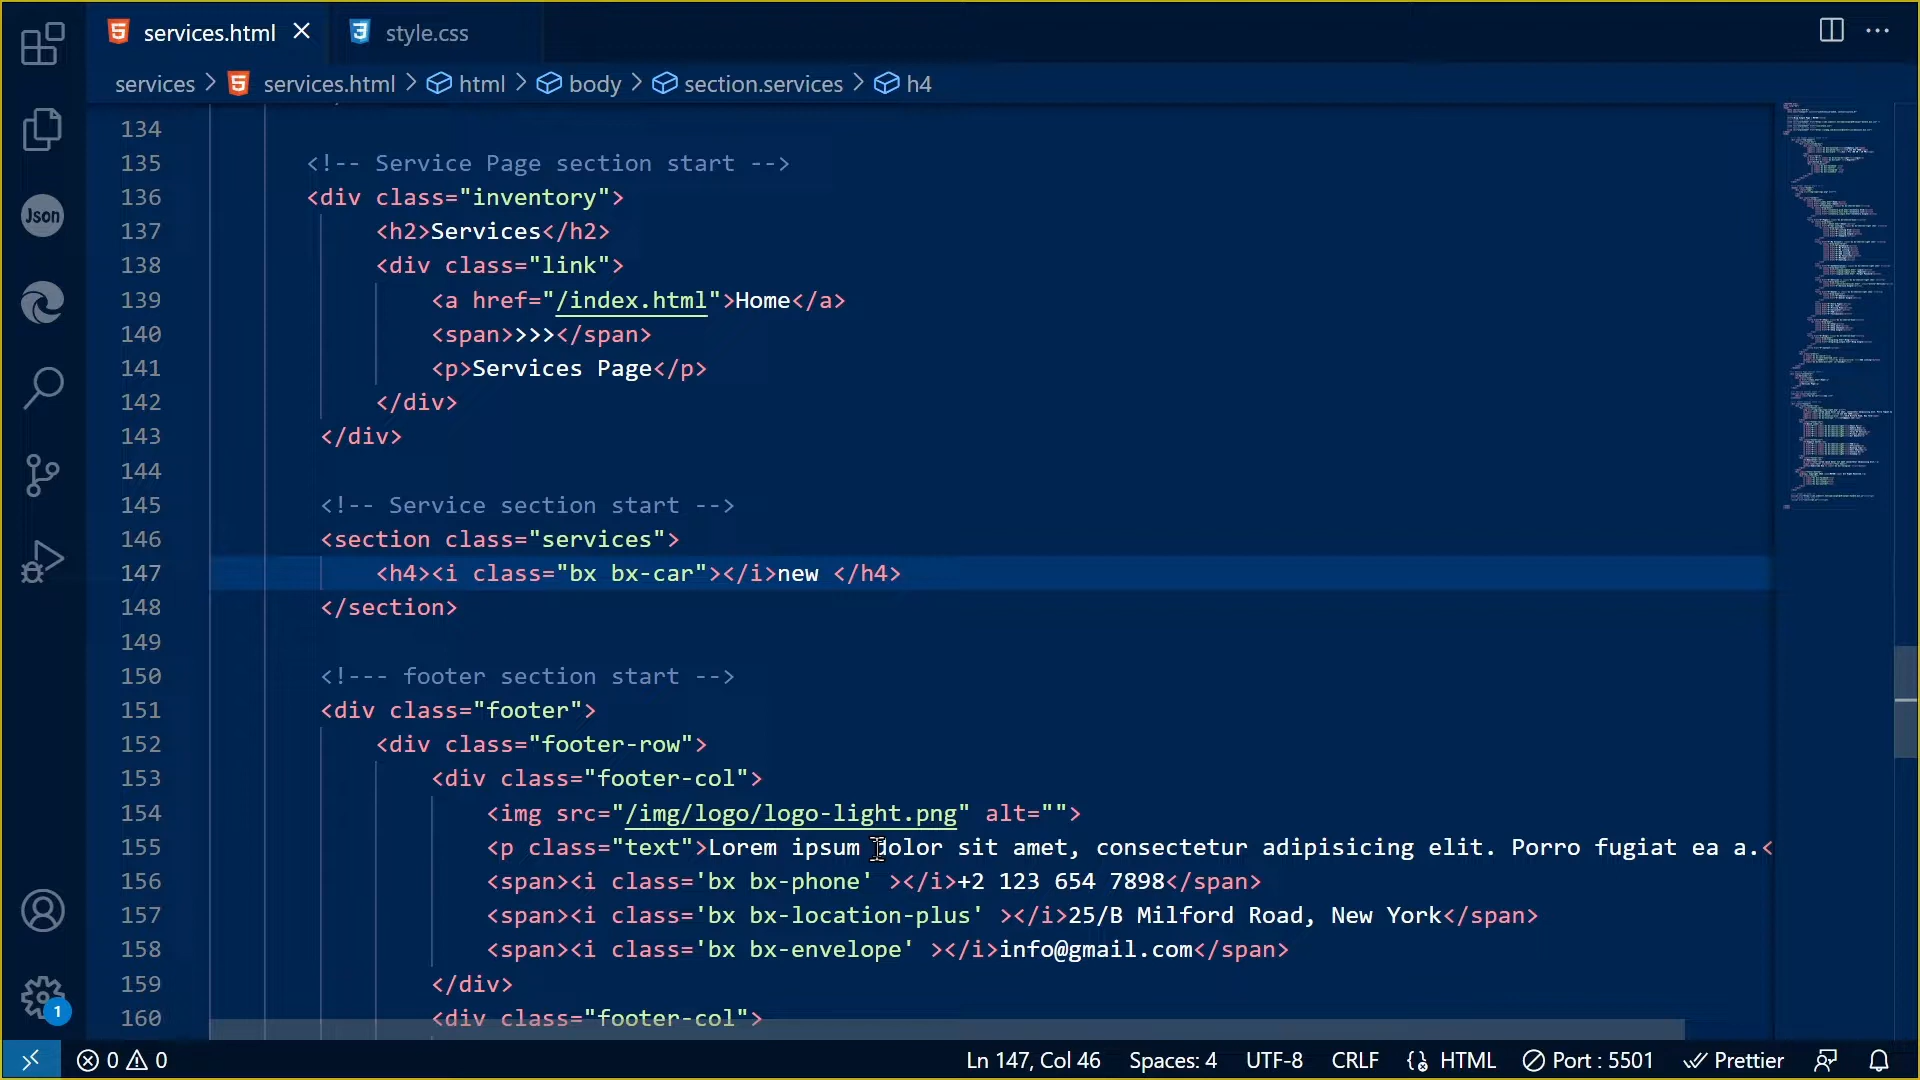 services.html
style.css
services > services.html > html > body > section.services > h4
Json
134
135 <!-- Service Page section start -->
136 <div class="inventory">
137 <h2>Services</h2>
138 <div class="link">
139 <a href="/index.html">Home</a>
140 <span>>>></span>
141 <p>Services Page</p>
142 </div>
143 </div>
144
145 <!-- Service section start -->
146 <section class="services">
147 <h4><i class="bx bx-car"></i>new </h4>
148 </section>
149
150 <!--- footer section start -->
151 <div class="footer">
152 <div class="footer-row">
153 <div class="footer-col">
154 <img src="/img/logo/logo-light.png" alt="">
155 <p class="text">Lorem ipsum dolor sit amet, consectetur adipisicing elit. Porro fugiat ea a.<
156 <span><i class='bx bx-phone' ></i>+2 123 654 7898</span>
157 <span><i class='bx bx-location-plus' ></i>25/B Milford Road, New York</span>
158 <span><i class='bx bx-envelope' ></i>info@gmail.com</span>
159 </div>
160 <div class="footer-col">
1
0 0 Ln 147, Col 46 Spaces: 4 UTF-8 CRLF HTML Port : 5501 Prettier